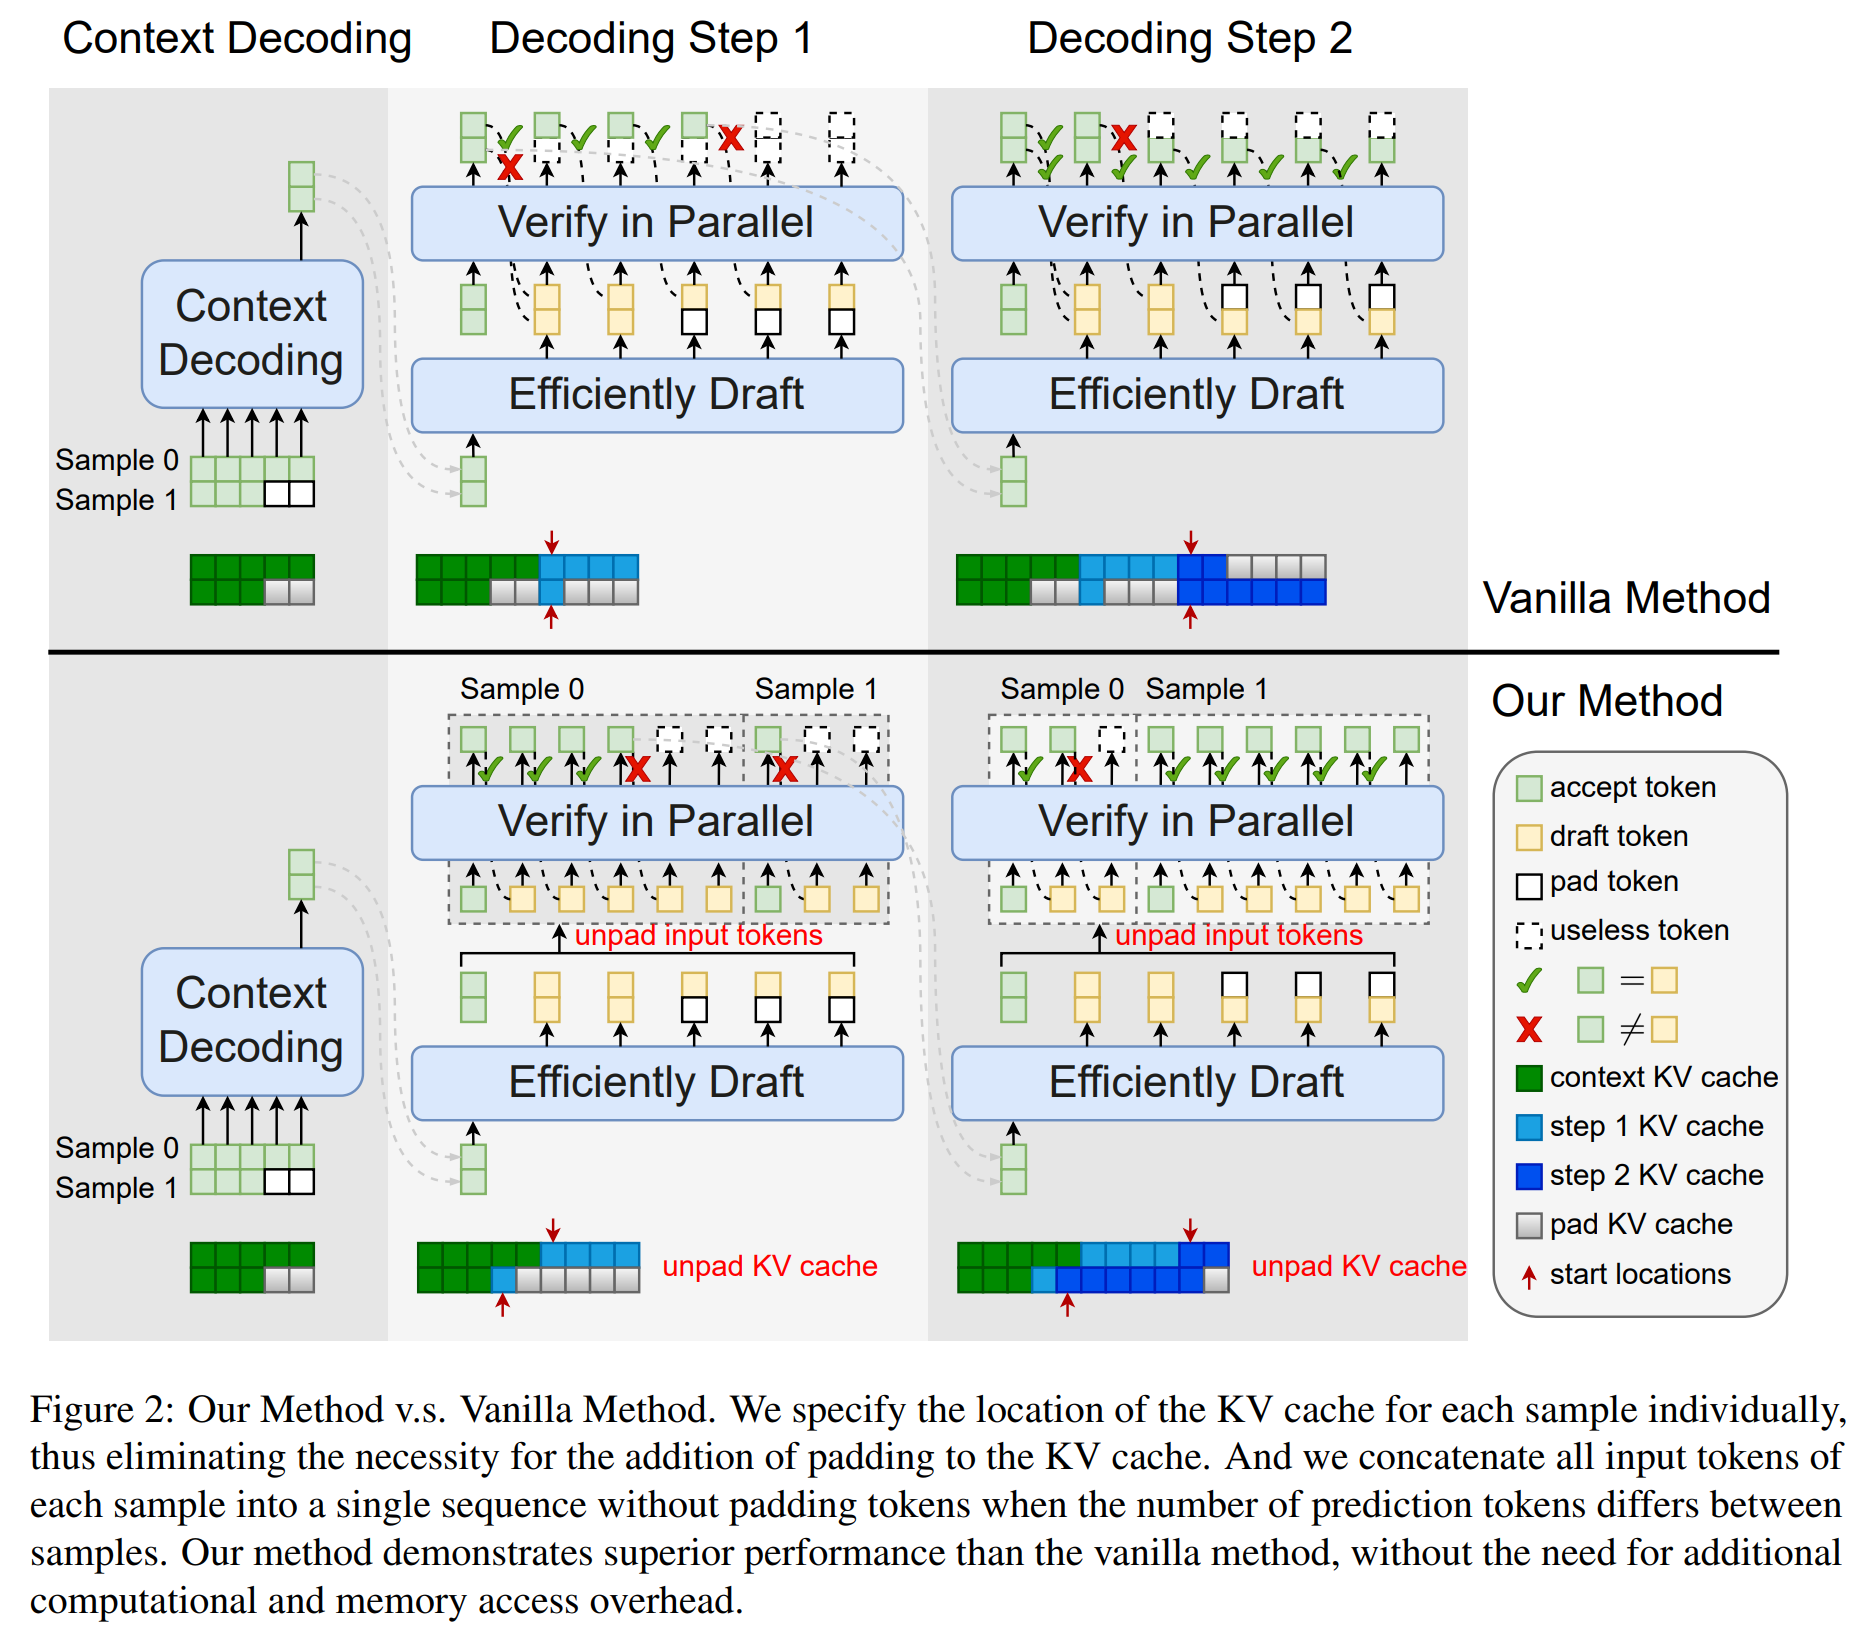 Context Decoding
Decoding Step 1
Decoding Step 2
Verify in Parallel
Verify in Parallel
Context
Decoding
Efficiently Draft
Efficiently Draft
Sample 0
Sample 1
Vanilla Method
Our Method
Sample 0
Sample 1
Sample 0
Sample 1
Verify in Parallel
Verify in Parallel
unpad input tokens
unpad input tokens
Context
Decoding
Efficiently Draft
Efficiently Draft
Sample 0
Sample 1
unpad KV cache
unpad KV cache
accept token
draft token
pad token
useless token
=
≠
context KV cache
step 1 KV cache
step 2 KV cache
pad KV cache
start locations
Figure 2: Our Method v.s. Vanilla Method. We specify the location of the KV cache for each sample individually,
thus eliminating the necessity for the addition of padding to the KV cache. And we concatenate all input tokens of
each sample into a single sequence without padding tokens when the number of prediction tokens differs between
samples. Our method demonstrates superior performance than the vanilla method, without the need for additional
computational and memory access overhead.